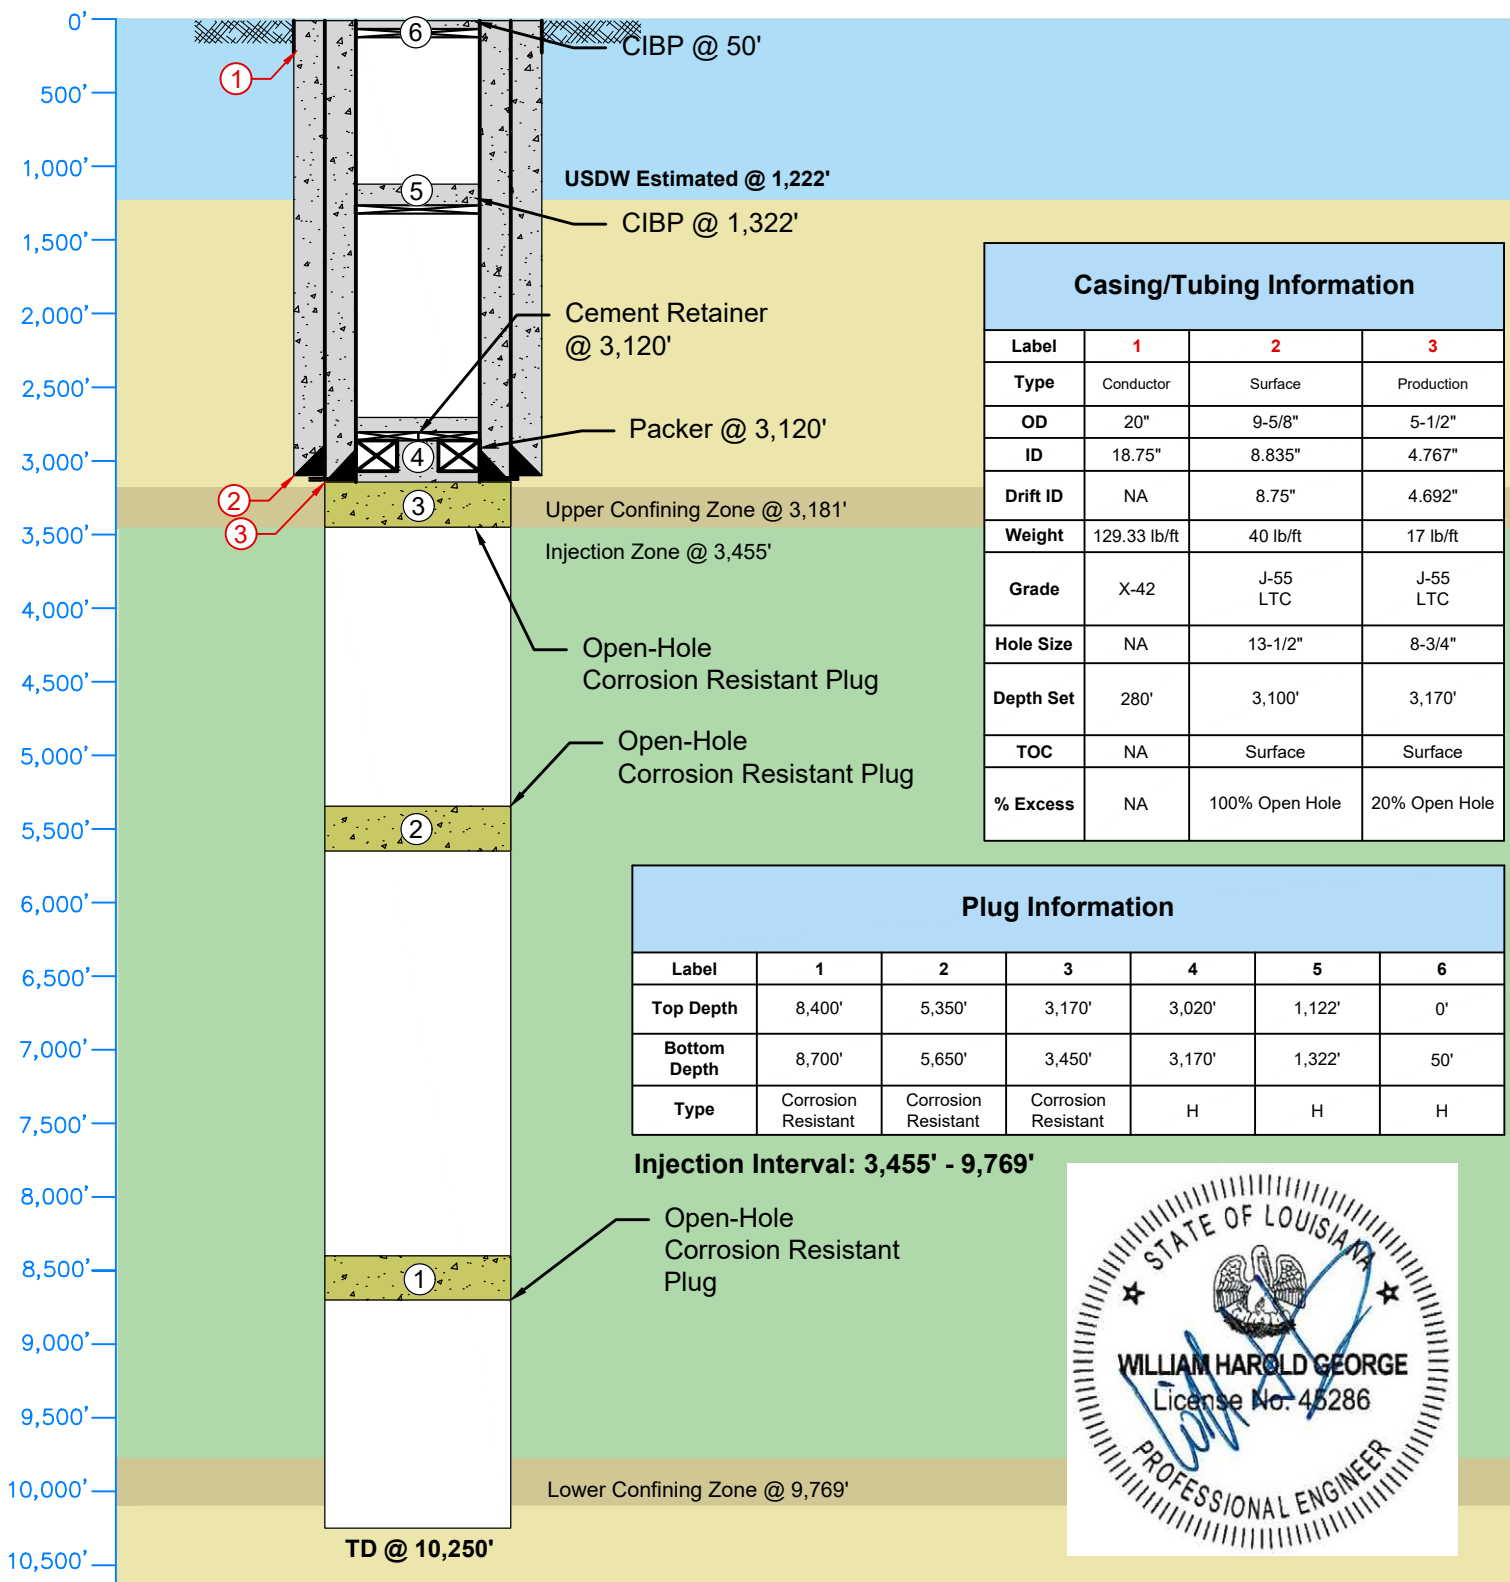 0'
500'
1,000'
1,500'
2,000'
2,500'
3,000'
3,500'
4,000'
4,500'
5,000'
5,500'
6,000'
6,500'
7,000'
7,500'
8,000'
8,500'
9,000'
9,500'
10,000'
10,500'
6
CIBP @ 50'
1
5
USDW Estimated @ 1,222'
CIBP @ 1,322'
Cement Retainer
@ 3,120'
Packer @ 3,120'
4
2
3
3
Upper Confining Zone @ 3,181'
Injection Zone @ 3,455'
Open-Hole
Corrosion Resistant Plug
Open-Hole
Corrosion Resistant Plug
2
Casing/Tubing Information
Label 1 2 3
Type Conductor Surface Production
OD 20" 9-5/8" 5-1/2"
ID 18.75" 8.835" 4.767"
Drift ID NA 8.75" 4.692"
Weight 129.33 lb/ft 40 lb/ft 17 lb/ft
Grade X-42 J-55 LTC J-55 LTC
Hole Size NA 13-1/2" 8-3/4"
Depth Set 280' 3,100' 3,170'
TOC NA Surface Surface
% Excess NA 100% Open Hole 20% Open Hole
Plug Information
Label 1 2 3 4 5 6
Top Depth 8,400' 5,350' 3,170' 3,020' 1,122' 0'
Bottom Depth 8,700' 5,650' 3,450' 3,170' 1,322' 50'
Type Corrosion Resistant Corrosion Resistant Corrosion Resistant H H H
Injection Interval: 3,455' - 9,769'
Open-Hole
Corrosion Resistant
Plug
1
STATE OF LOUISIANA
WILLIAM HAROLD GEORGE
License No. 45286
PROFESSIONAL ENGINEER
Lower Confining Zone @ 9,769'
TD @ 10,250'